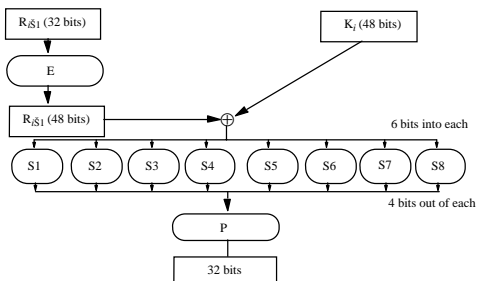 R𝑖Š1 (32 bits)
K𝑖 (48 bits)
E
R𝑖Š1 (48 bits)
6 bits into each
S1 S2 S3 S4 S5 S6 S7 S8
4 bits out of each
P
32 bits